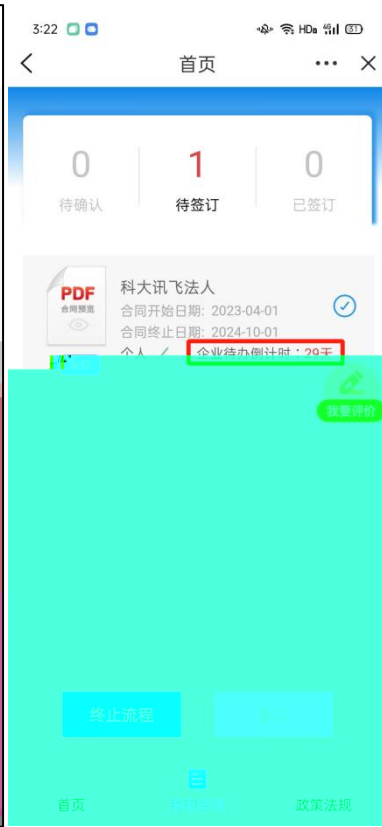 3:22
HD 4G 31
首页
0
1
0
待确认
待签订
已签订
PDF
合同预览
科大讯飞法人
合同开始日期: 2023-04-01
合同终止日期: 2024-10-01
个人
企业待办倒计时：29天
我要评价
终止流程
首页
政策法规